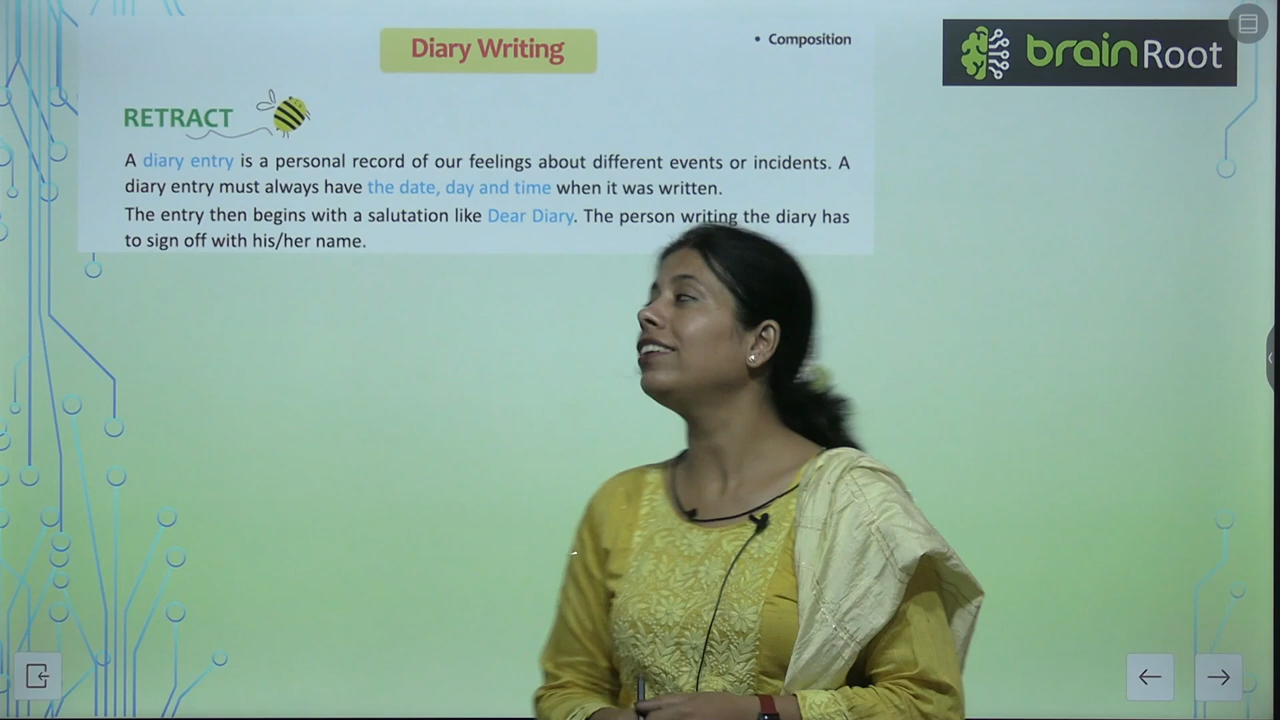 Diary Writing
• Composition
brainRoot
RETRACT
A diary entry is a personal record of our feelings about different events or incidents. A
diary entry must always have the date, day and time when it was written.
The entry then begins with a salutation like Dear Diary. The person writing the diary has
to sign off with his/her name.